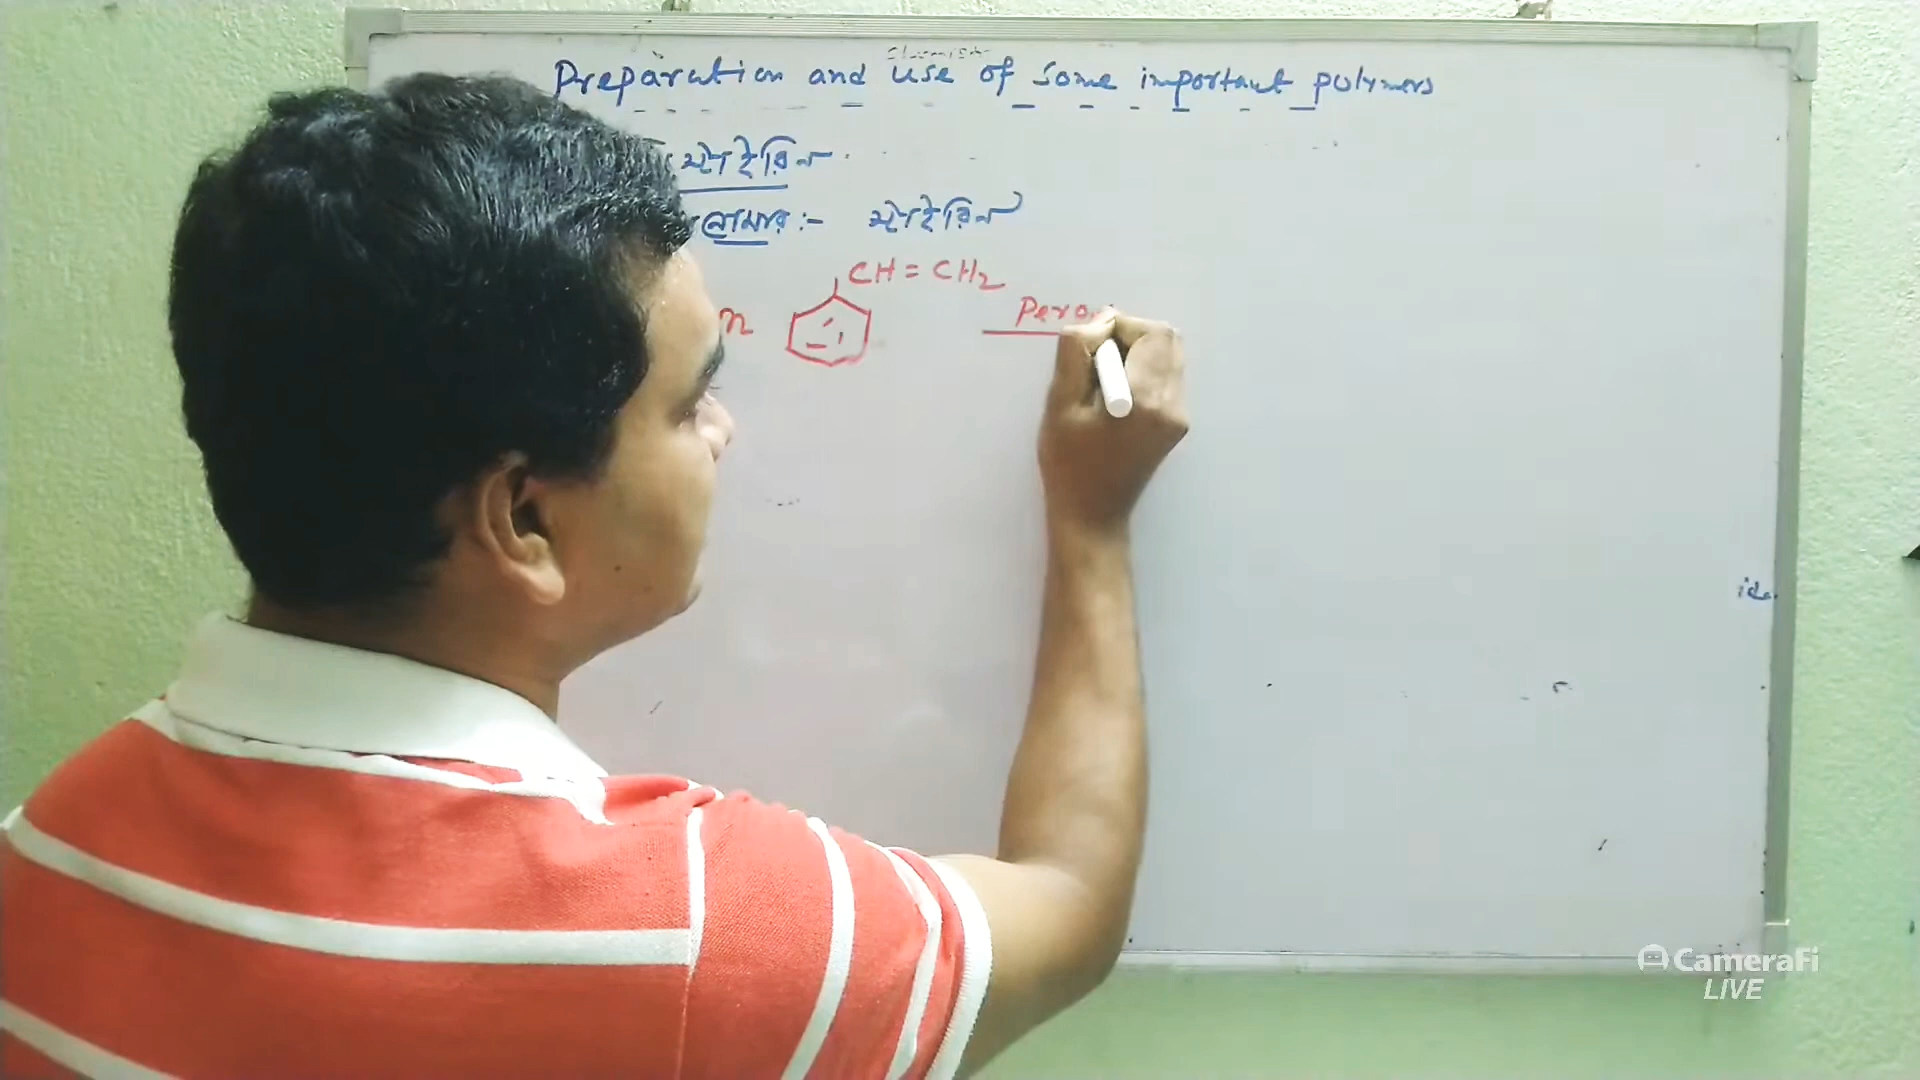 Preparation and use of some important polymers
স্টাইরিন
নোমার :- স্টাইরিন
CH = CH2
n
Pero
CameraFi
LIVE